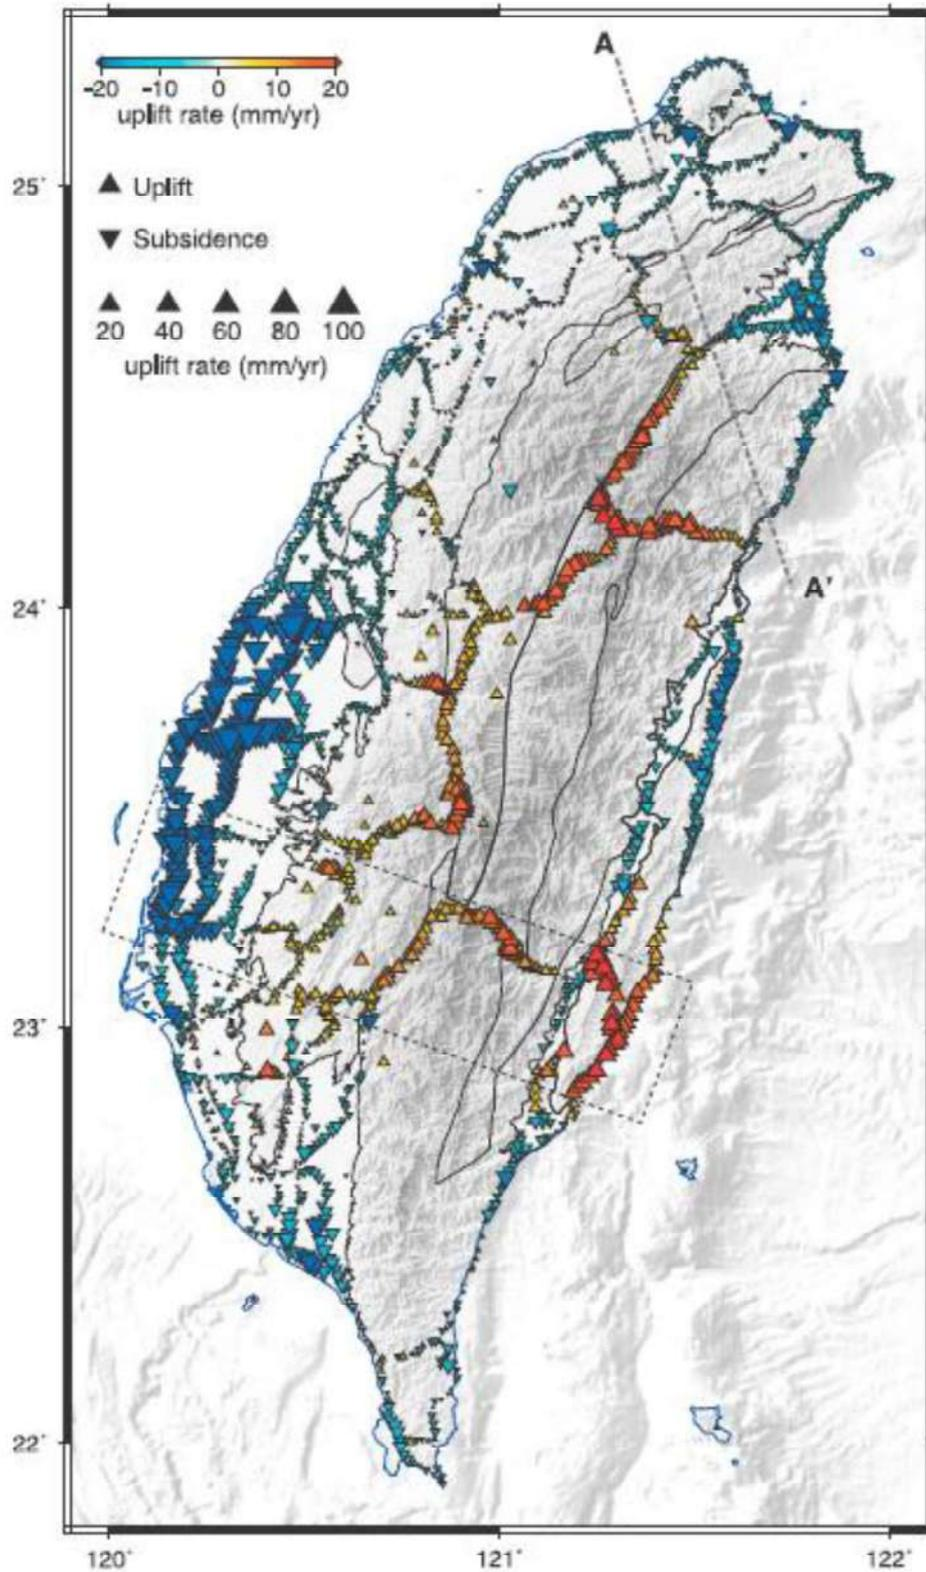 A
-20 -10 0 10 20
uplift rate (mm/yr)
25°
Uplift
Subsidence
20 40 60 80 100
uplift rate (mm/yr)
A'
24°
23°
22°
120° 121° 122°